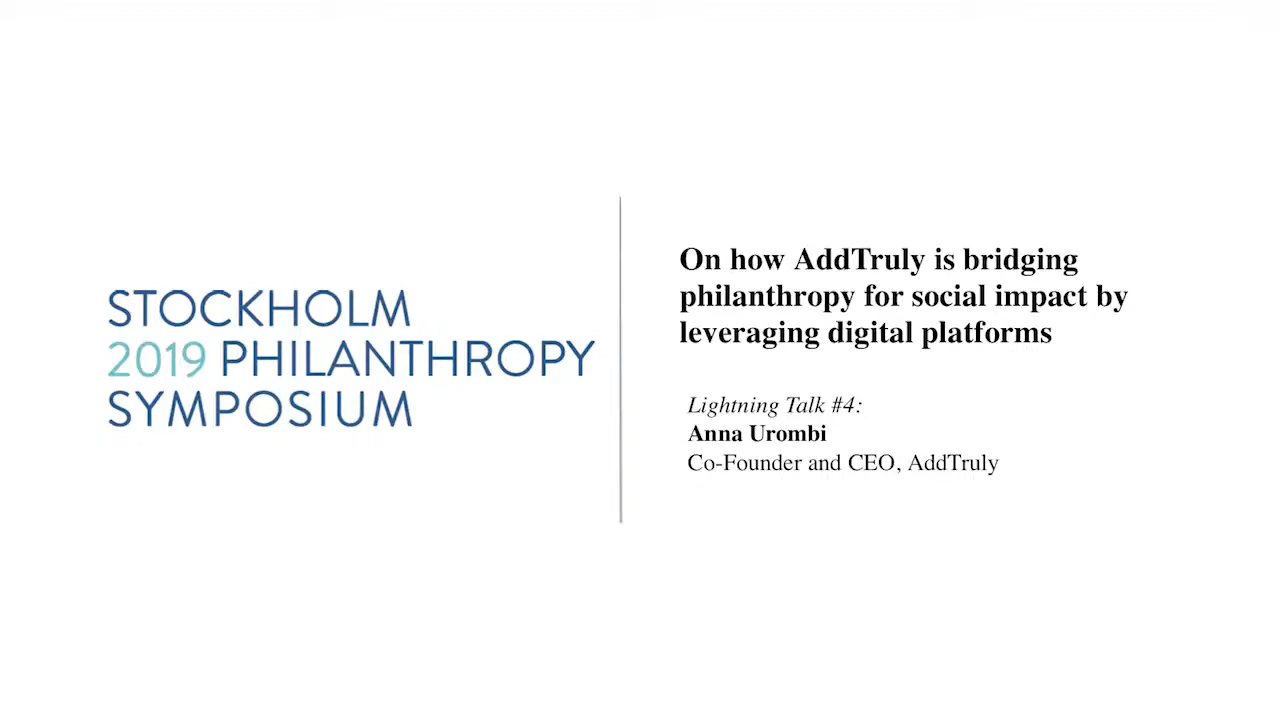 STOCKHOLM
2019 PHILANTHROPY
SYMPOSIUM
On how AddTruly is bridging
philanthropy for social impact by
leveraging digital platforms
Lightning Talk #4:
Anna Urombi
Co-Founder and CEO, AddTruly